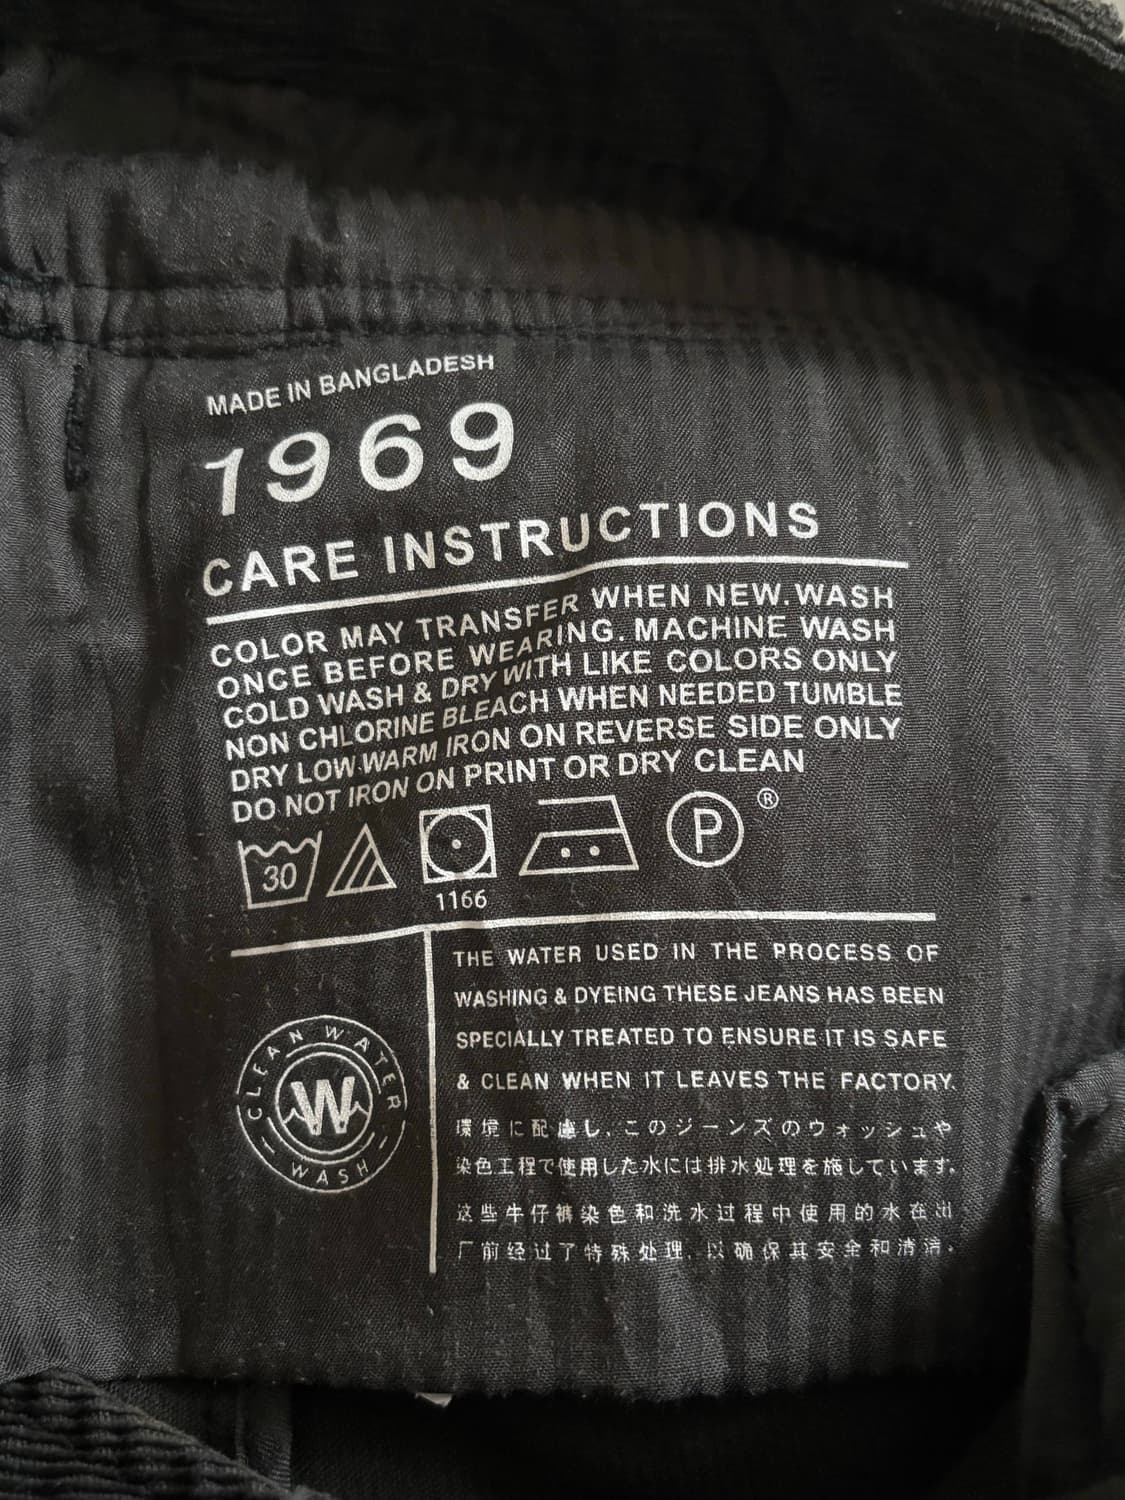 MADE IN BANGLADESH
1969
CARE INSTRUCTIONS
COLOR MAY TRANSFER WHEN NEW. WASH
ONCE BEFORE WEARING. MACHINE WASH
COLD WASH & DRY WITH LIKE COLORS ONLY
NON CHLORINE BLEACH WHEN NEEDED TUMBLE
DRY LOW.WARM IRON ON REVERSE SIDE ONLY
DO NOT IRON ON PRINT OR DRY CLEAN
30
P ®
1166
THE WATER USED IN THE PROCESS OF
WASHING & DYEING THESE JEANS HAS BEEN
SPECIALLY TREATED TO ENSURE IT IS SAFE
& CLEAN WHEN IT LEAVES THE FACTORY.
環境に配慮し、このジーンズのウォッシュや
染色工程で使用した水には排水処理を施しています。
这些牛仔裤染色和洗水过程中使用的水在出
厂前经过了特殊处理, 以确保其安全和清洁。
CLEAN WATER
W
WASH